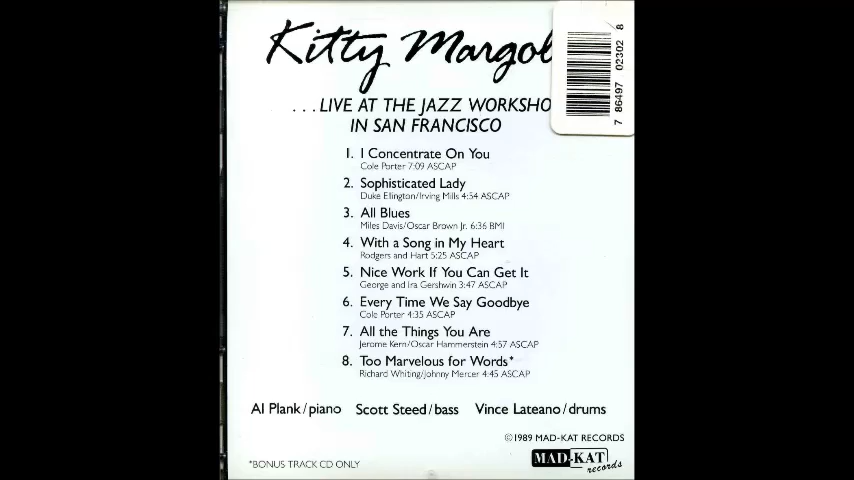 Kitty Margol
...LIVE AT THE JAZZ WORKSHO
IN SAN FRANCISCO
7 86497 02302 8
1. I Concentrate On You
Cole Porter 7:09 ASCAP
2. Sophisticated Lady
Duke Ellington/Irving Mills 4:54 ASCAP
3. All Blues
Miles Davis/Oscar Brown Jr. 6:36 BMI
4. With a Song in My Heart
Rodgers and Hart 5:25 ASCAP
5. Nice Work If You Can Get It
George and Ira Gershwin 3:47 ASCAP
6. Every Time We Say Goodbye
Cole Porter 4:35 ASCAP
7. All the Things You Are
Jerome Kern/Oscar Hammerstein 4:57 ASCAP
8. Too Marvelous for Words*
Richard Whiting/Johnny Mercer 4:45 ASCAP
Al Plank/piano Scott Steed/bass Vince Lateano/drums
©1989 MAD-KAT RECORDS
MAD-KAT
records
*BONUS TRACK CD ONLY